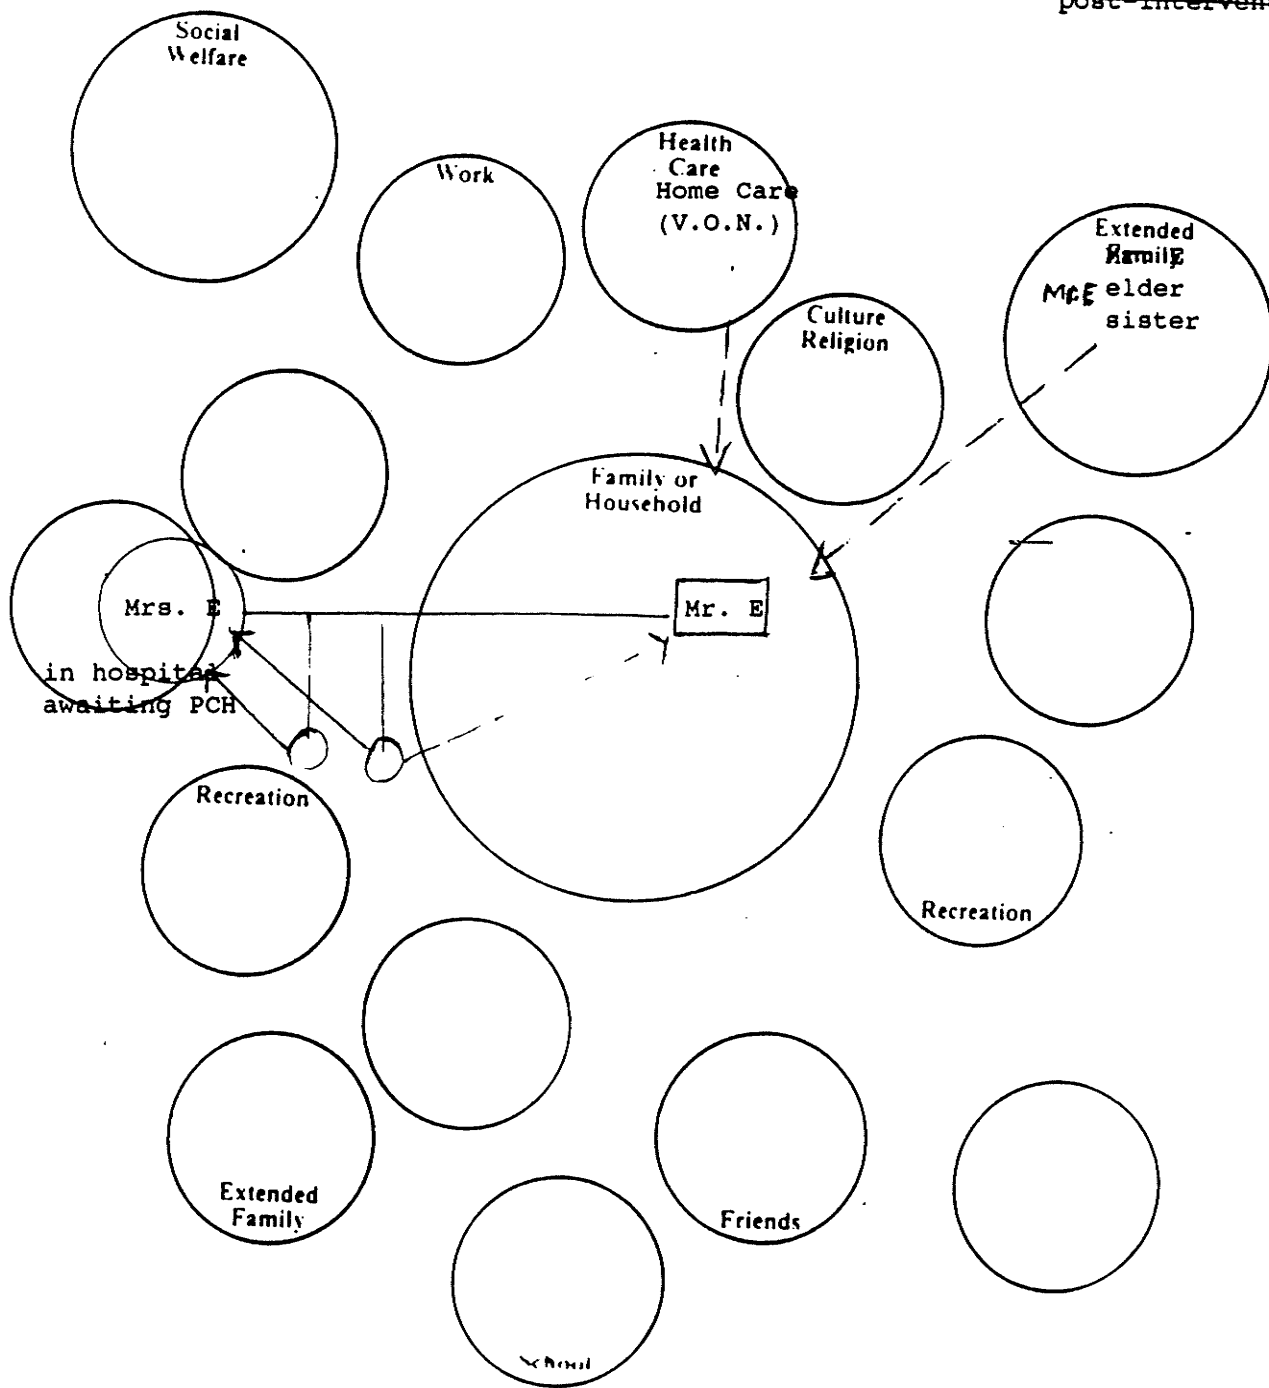 post-interven
Social
Welfare
Work
Health
Care
Home Care
(V.O.N.)
Extended
Family
elder
sister
Culture
Religion
Family or
Household
Mrs. E
Mr. E
in hospital
awaiting PCH
Recreation
Recreation
Extended
Family
Friends
School